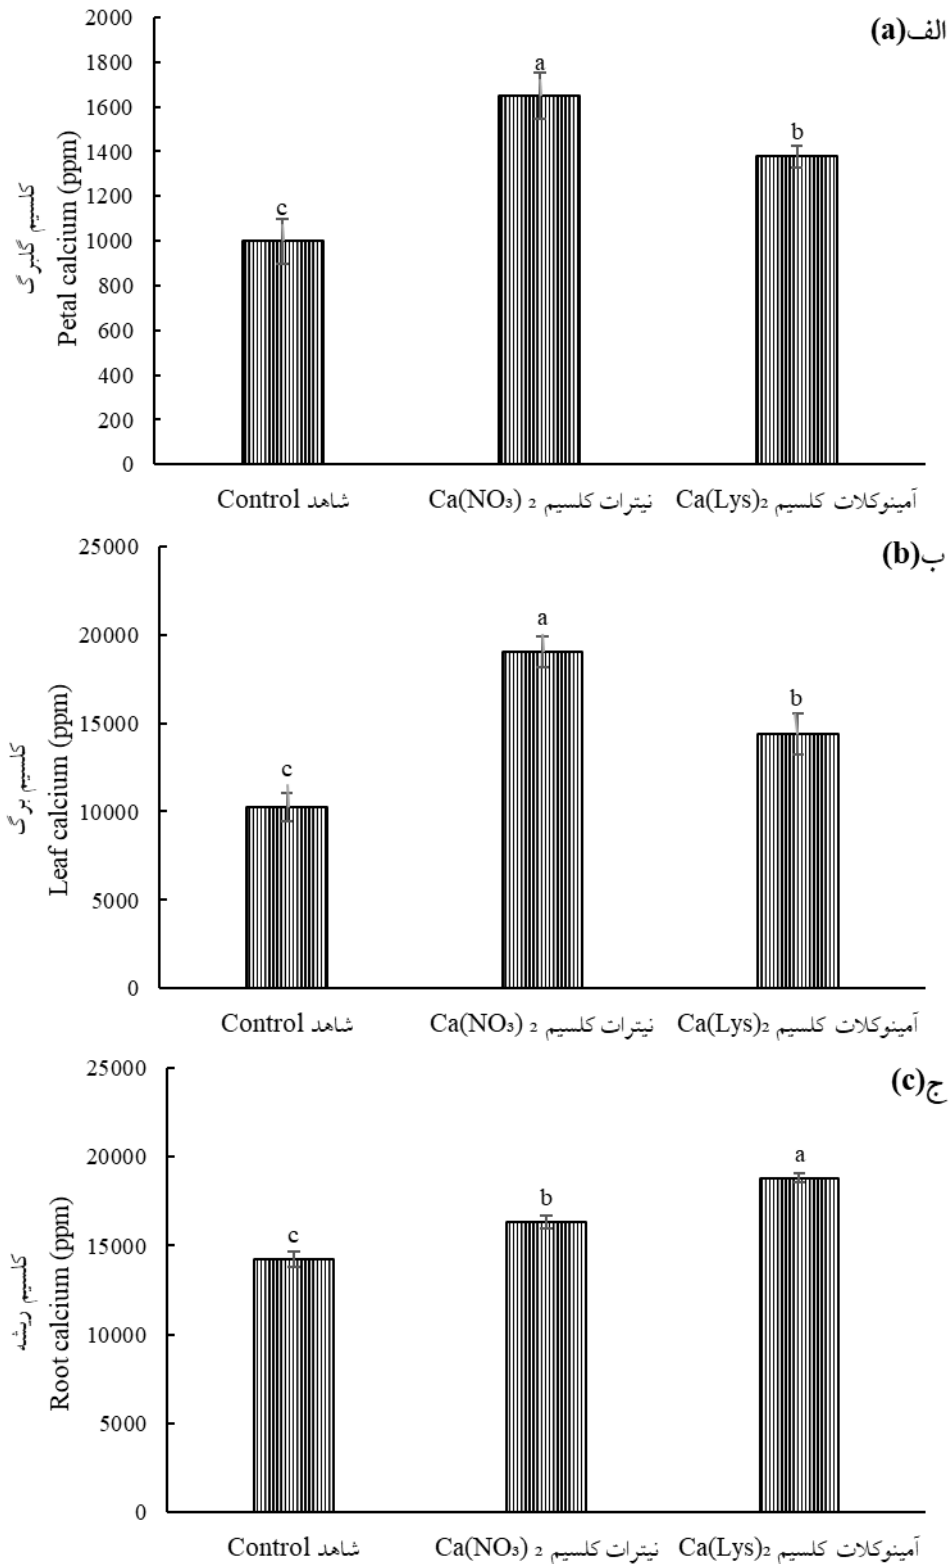 الف(a)
2000
1800
1600
1400
1200
1000
800
600
400
200
0
کلسیم گلبرگ
Petal calcium (ppm)
c
a
b
Control شاهد
Ca(NO₃) ₂ نیترات کلسیم
Ca(Lys)₂ آمینوکلات کلسیم
ب(b)
25000
20000
15000
10000
5000
0
کلسیم برگ
Leaf calcium (ppm)
c
a
b
Control شاهد
Ca(NO₃) ₂ نیترات کلسیم
Ca(Lys)₂ آمینوکلات کلسیم
ج(c)
25000
20000
15000
10000
5000
0
کلسیم ریشه
Root calcium (ppm)
c
b
a
Control شاهد
Ca(NO₃) ₂ نیترات کلسیم
Ca(Lys)₂ آمینوکلات کلسیم